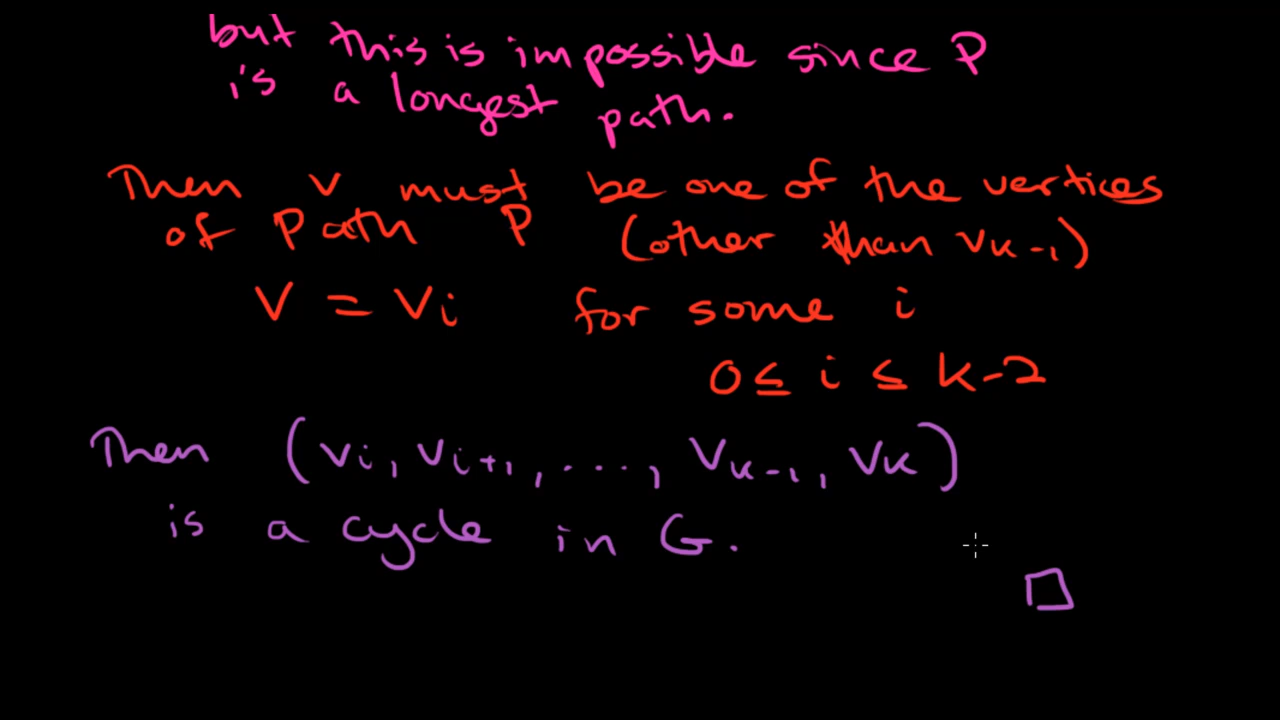 but this is impossible since P
is a longest path.
Then v must be one of the vertices
of Path P (other than vk-1)
V = Vi for some i
0 ≤ i ≤ k-2
Then (vi, vi+1, ..., Vk-1, Vk)
is a cycle in G.